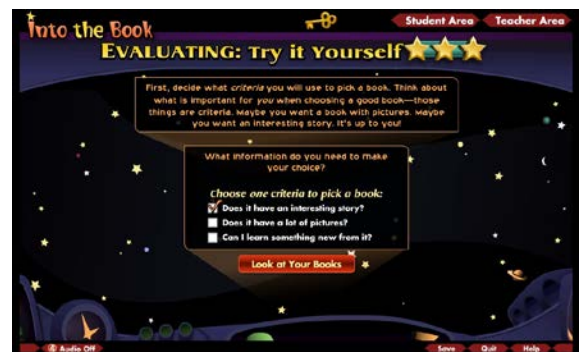 Into the Book
Student Area Teacher Area
EVALUATING: Try it Yourself
First, decide what criteria you will use to pick a book. Think about
what is important for you when choosing a good book—those
things are criteria. Maybe you want a book with pictures. Maybe
you want an interesting story. It's up to you!
What information do you need to make
your choice?
Choose one criteria to pick a book:
Does it have an interesting story?
Does it have a lot of pictures?
Can I learn something new from it?
Look at Your Books
Audio Off
Save Quit Help